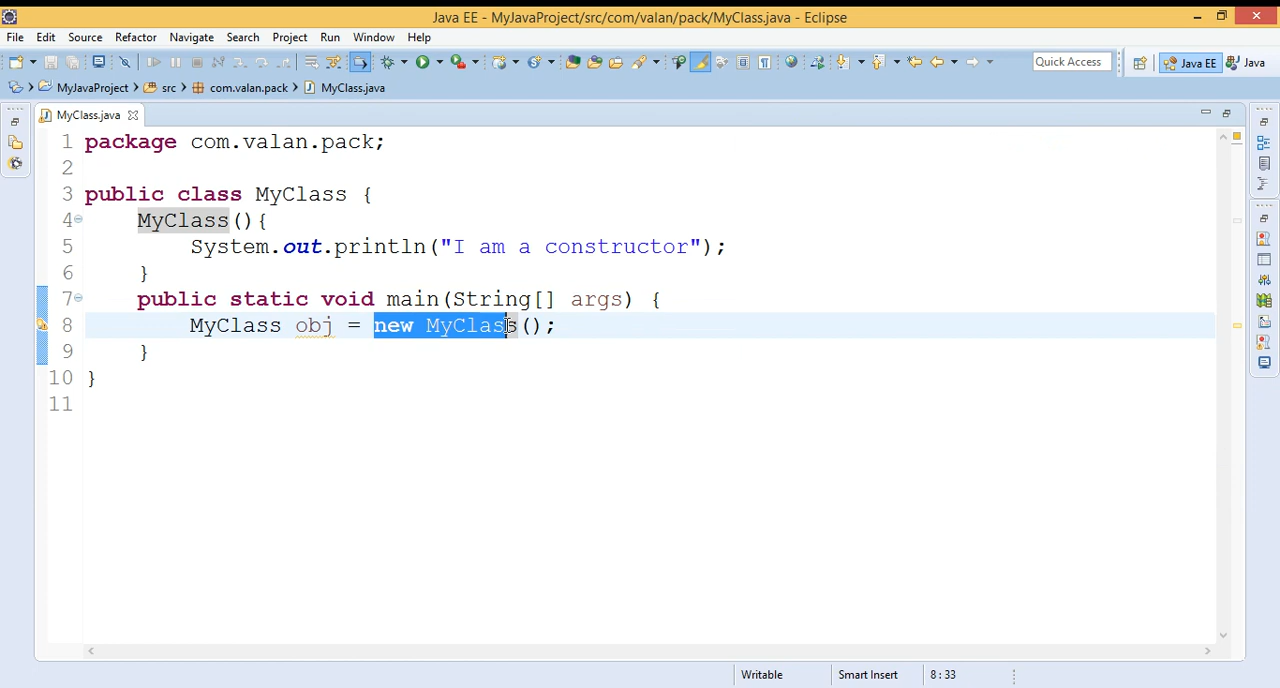 Java EE - MyJavaProject/src/com/valan/pack/MyClass.java - Eclipse
File Edit Source Refactor Navigate Search Project Run Window Help
Quick Access Java EE Java
MyJavaProject src com.valan.pack MyClass.java
MyClass.java
1 package com.valan.pack;
2
3 public class MyClass {
4 MyClass(){
5 System.out.println("I am a constructor");
6 }
7 public static void main(String[] args) {
8 MyClass obj = new MyClass();
9 }
10 }
11
Writable Smart Insert 8:33